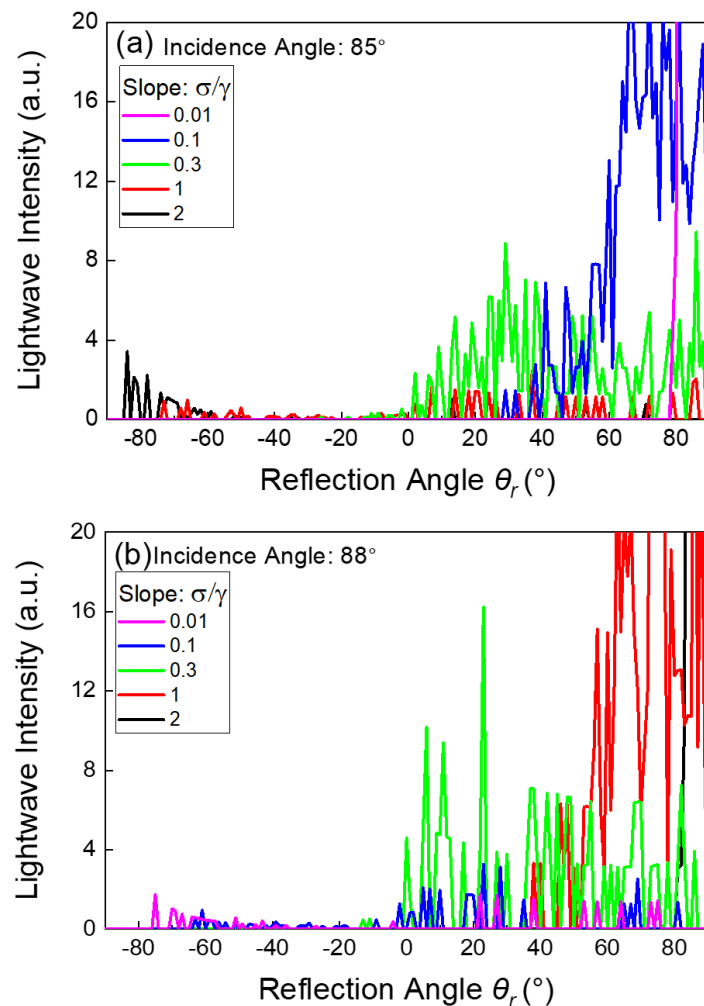 (a) Incidence Angle: 85°
Slope: σ/γ
0.01
0.1
0.3
1
2
20
16
12
8
4
0
Lightwave Intensity (a.u.)
-80 -60 -40 -20 0 20 40 60 80
Reflection Angle θr (°)
(b) Incidence Angle: 88°
Slope: σ/γ
0.01
0.1
0.3
1
2
20
16
12
8
4
0
Lightwave Intensity (a.u.)
-80 -60 -40 -20 0 20 40 60 80
Reflection Angle θr (°)